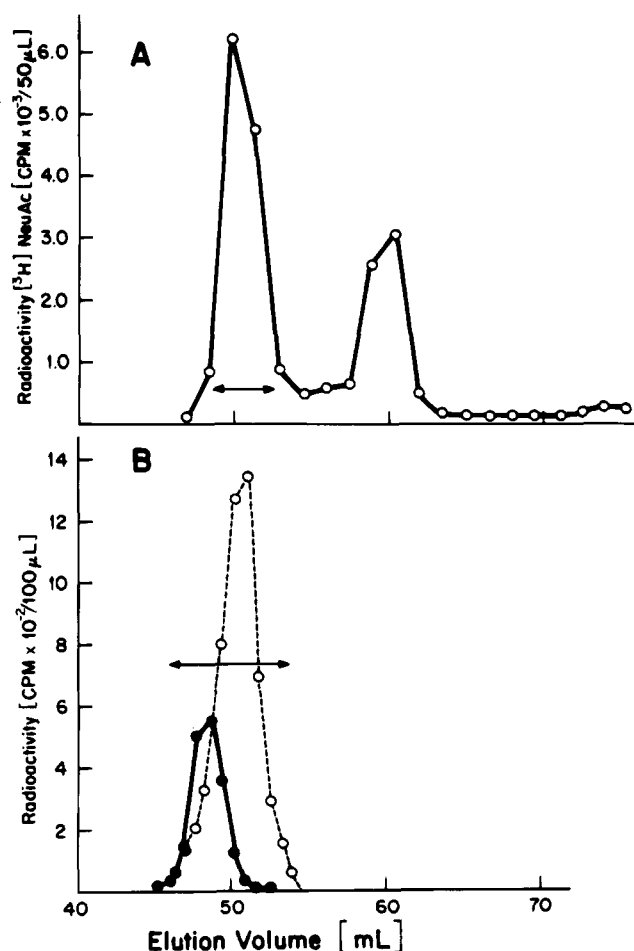 A
Radioactivity [³H] NeuAc [CPM x10⁻³/50µL]
6.0
5.0
4.0
3.0
2.0
1.0
B
Radioactivity [CPM x 10⁻²/100µL]
14
12
10
8
6
4
2
40 50 60 70
Elution Volume [mL]